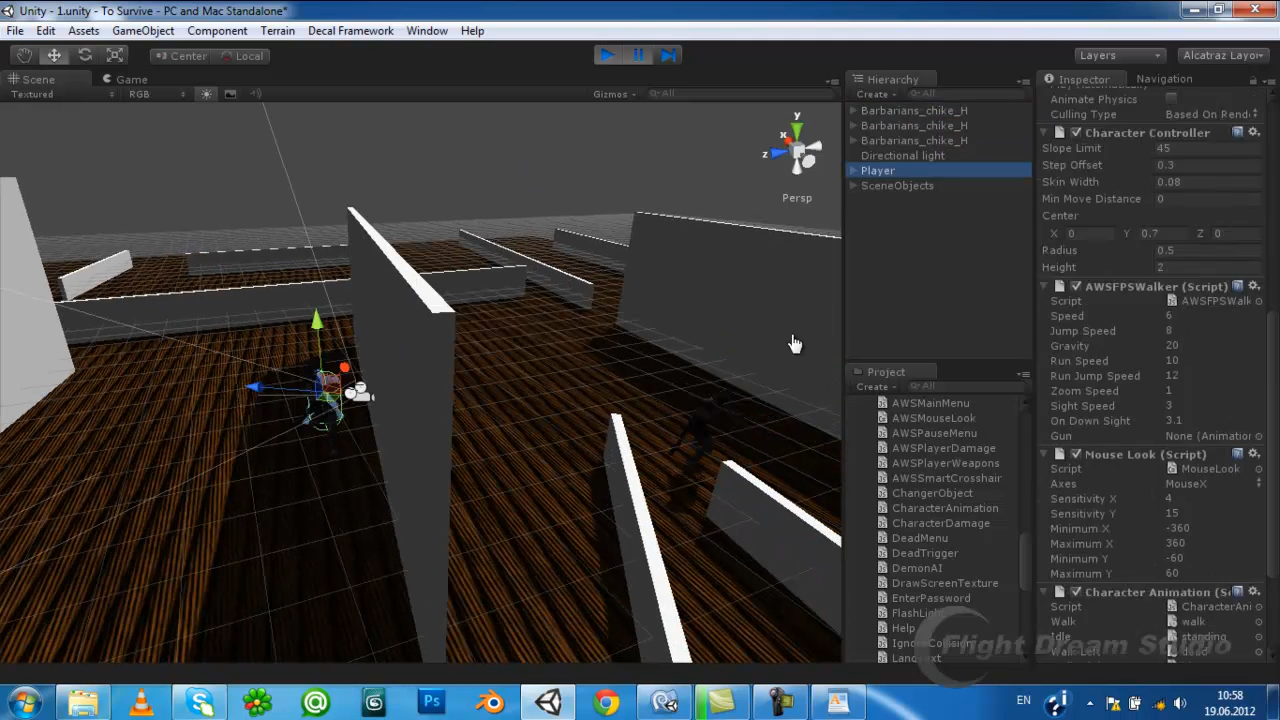 Unity - 1.unity - To Survive - PC and Mac Standalone*
File Edit Assets GameObject Component Terrain Decal Framework Window Help
Center Local Layers Alcatraz Layou
Scene Game
Textured RGB Gizmos All
y
x
z
Persp
Hierarchy
Create All
Barbarians_chike_H
Barbarians_chike_H
Barbarians_chike_H
Directional light
Player
SceneObjects
Project
Create All
AWSMainMenu
AWSMouseLook
AWSPauseMenu
AWSPlayerDamage
AWSPlayerWeapons
AWSSmartCrosshair
ChangerObject
CharacterAnimation
CharacterDamage
DeadMenu
DeadTrigger
DemonAI
DrawScreenTexture
EnterPassword
FlashLi
Help
Inspector Navigation
Animate Physics
Culling Type Based On Rend
Character Controller
Slope Limit 45
Step Offset 0.3
Skin Width 0.08
Min Move Distance 0
Center
X 0 Y 0.7 Z 0
Radius 0.5
Height 2
AWSFPSWalker (Script)
Script AWSFPSWalk
Speed 6
Jump Speed 8
Gravity 20
Run Speed 10
Run Jump Speed 12
Zoom Speed 1
Sight Speed 3
On Down Sight 3.1
Gun None (Animatio
Mouse Look (Script)
Script MouseLook
Axes MouseX
Sensitivity X 4
Sensitivity Y 15
Minimum X -360
Maximum X 360
Minimum Y -60
Maximum Y 60
Character Animation (S
Script CharacterAni
Walk walk
Idle standing
Flight Dream Studio
EN 10:58
19.06.2012